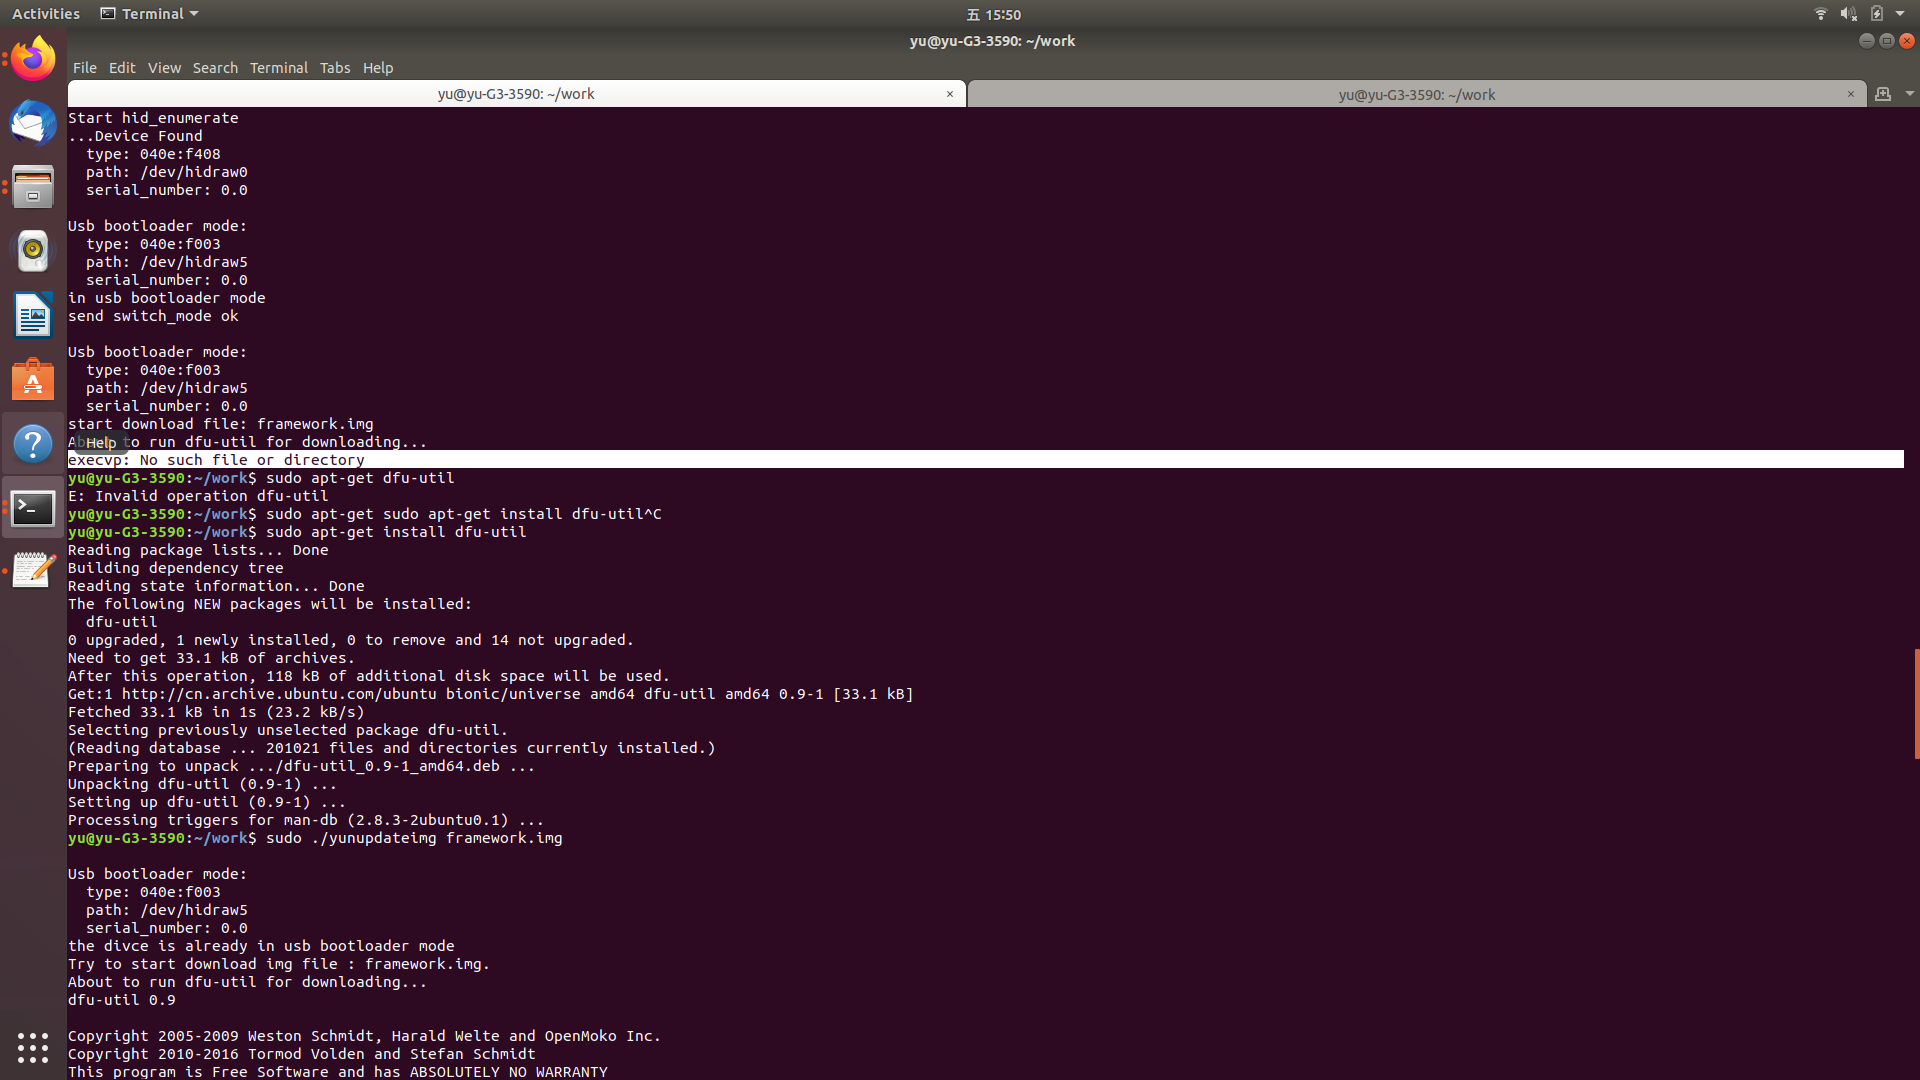 Activities
Terminal
五 15:50
yu@yu-G3-3590: ~/work
File Edit View Search Terminal Tabs Help
yu@yu-G3-3590: ~/work
yu@yu-G3-3590: ~/work
Start hid_enumerate
...Device Found
type: 040e:f408
path: /dev/hidraw0
serial_number: 0.0
Usb bootloader mode:
type: 040e:f003
path: /dev/hidraw5
serial_number: 0.0
in usb bootloader mode
send switch_mode ok
Usb bootloader mode:
type: 040e:f003
path: /dev/hidraw5
serial_number: 0.0
start download file: framework.img
About to run dfu-util for downloading...
Help
execvp: No such file or directory
yu@yu-G3-3590:~/work$ sudo apt-get dfu-util
E: Invalid operation dfu-util
yu@yu-G3-3590:~/work$ sudo apt-get sudo apt-get install dfu-util^C
yu@yu-G3-3590:~/work$ sudo apt-get install dfu-util
Reading package lists... Done
Building dependency tree
Reading state information... Done
The following NEW packages will be installed:
dfu-util
0 upgraded, 1 newly installed, 0 to remove and 14 not upgraded.
Need to get 33.1 kB of archives.
After this operation, 118 kB of additional disk space will be used.
Get:1 http://cn.archive.ubuntu.com/ubuntu bionic/universe amd64 dfu-util amd64 0.9-1 [33.1 kB]
Fetched 33.1 kB in 1s (23.2 kB/s)
Selecting previously unselected package dfu-util.
(Reading database ... 201021 files and directories currently installed.)
Preparing to unpack .../dfu-util_0.9-1_amd64.deb ...
Unpacking dfu-util (0.9-1) ...
Setting up dfu-util (0.9-1) ...
Processing triggers for man-db (2.8.3-2ubuntu0.1) ...
yu@yu-G3-3590:~/work$ sudo ./yunupdateimg framework.img
Usb bootloader mode:
type: 040e:f003
path: /dev/hidraw5
serial_number: 0.0
the divce is already in usb bootloader mode
Try to start download img file : framework.img.
About to run dfu-util for downloading...
dfu-util 0.9
Copyright 2005-2009 Weston Schmidt, Harald Welte and OpenMoko Inc.
Copyright 2010-2016 Tormod Volden and Stefan Schmidt
This program is Free Software and has ABSOLUTELY NO WARRANTY